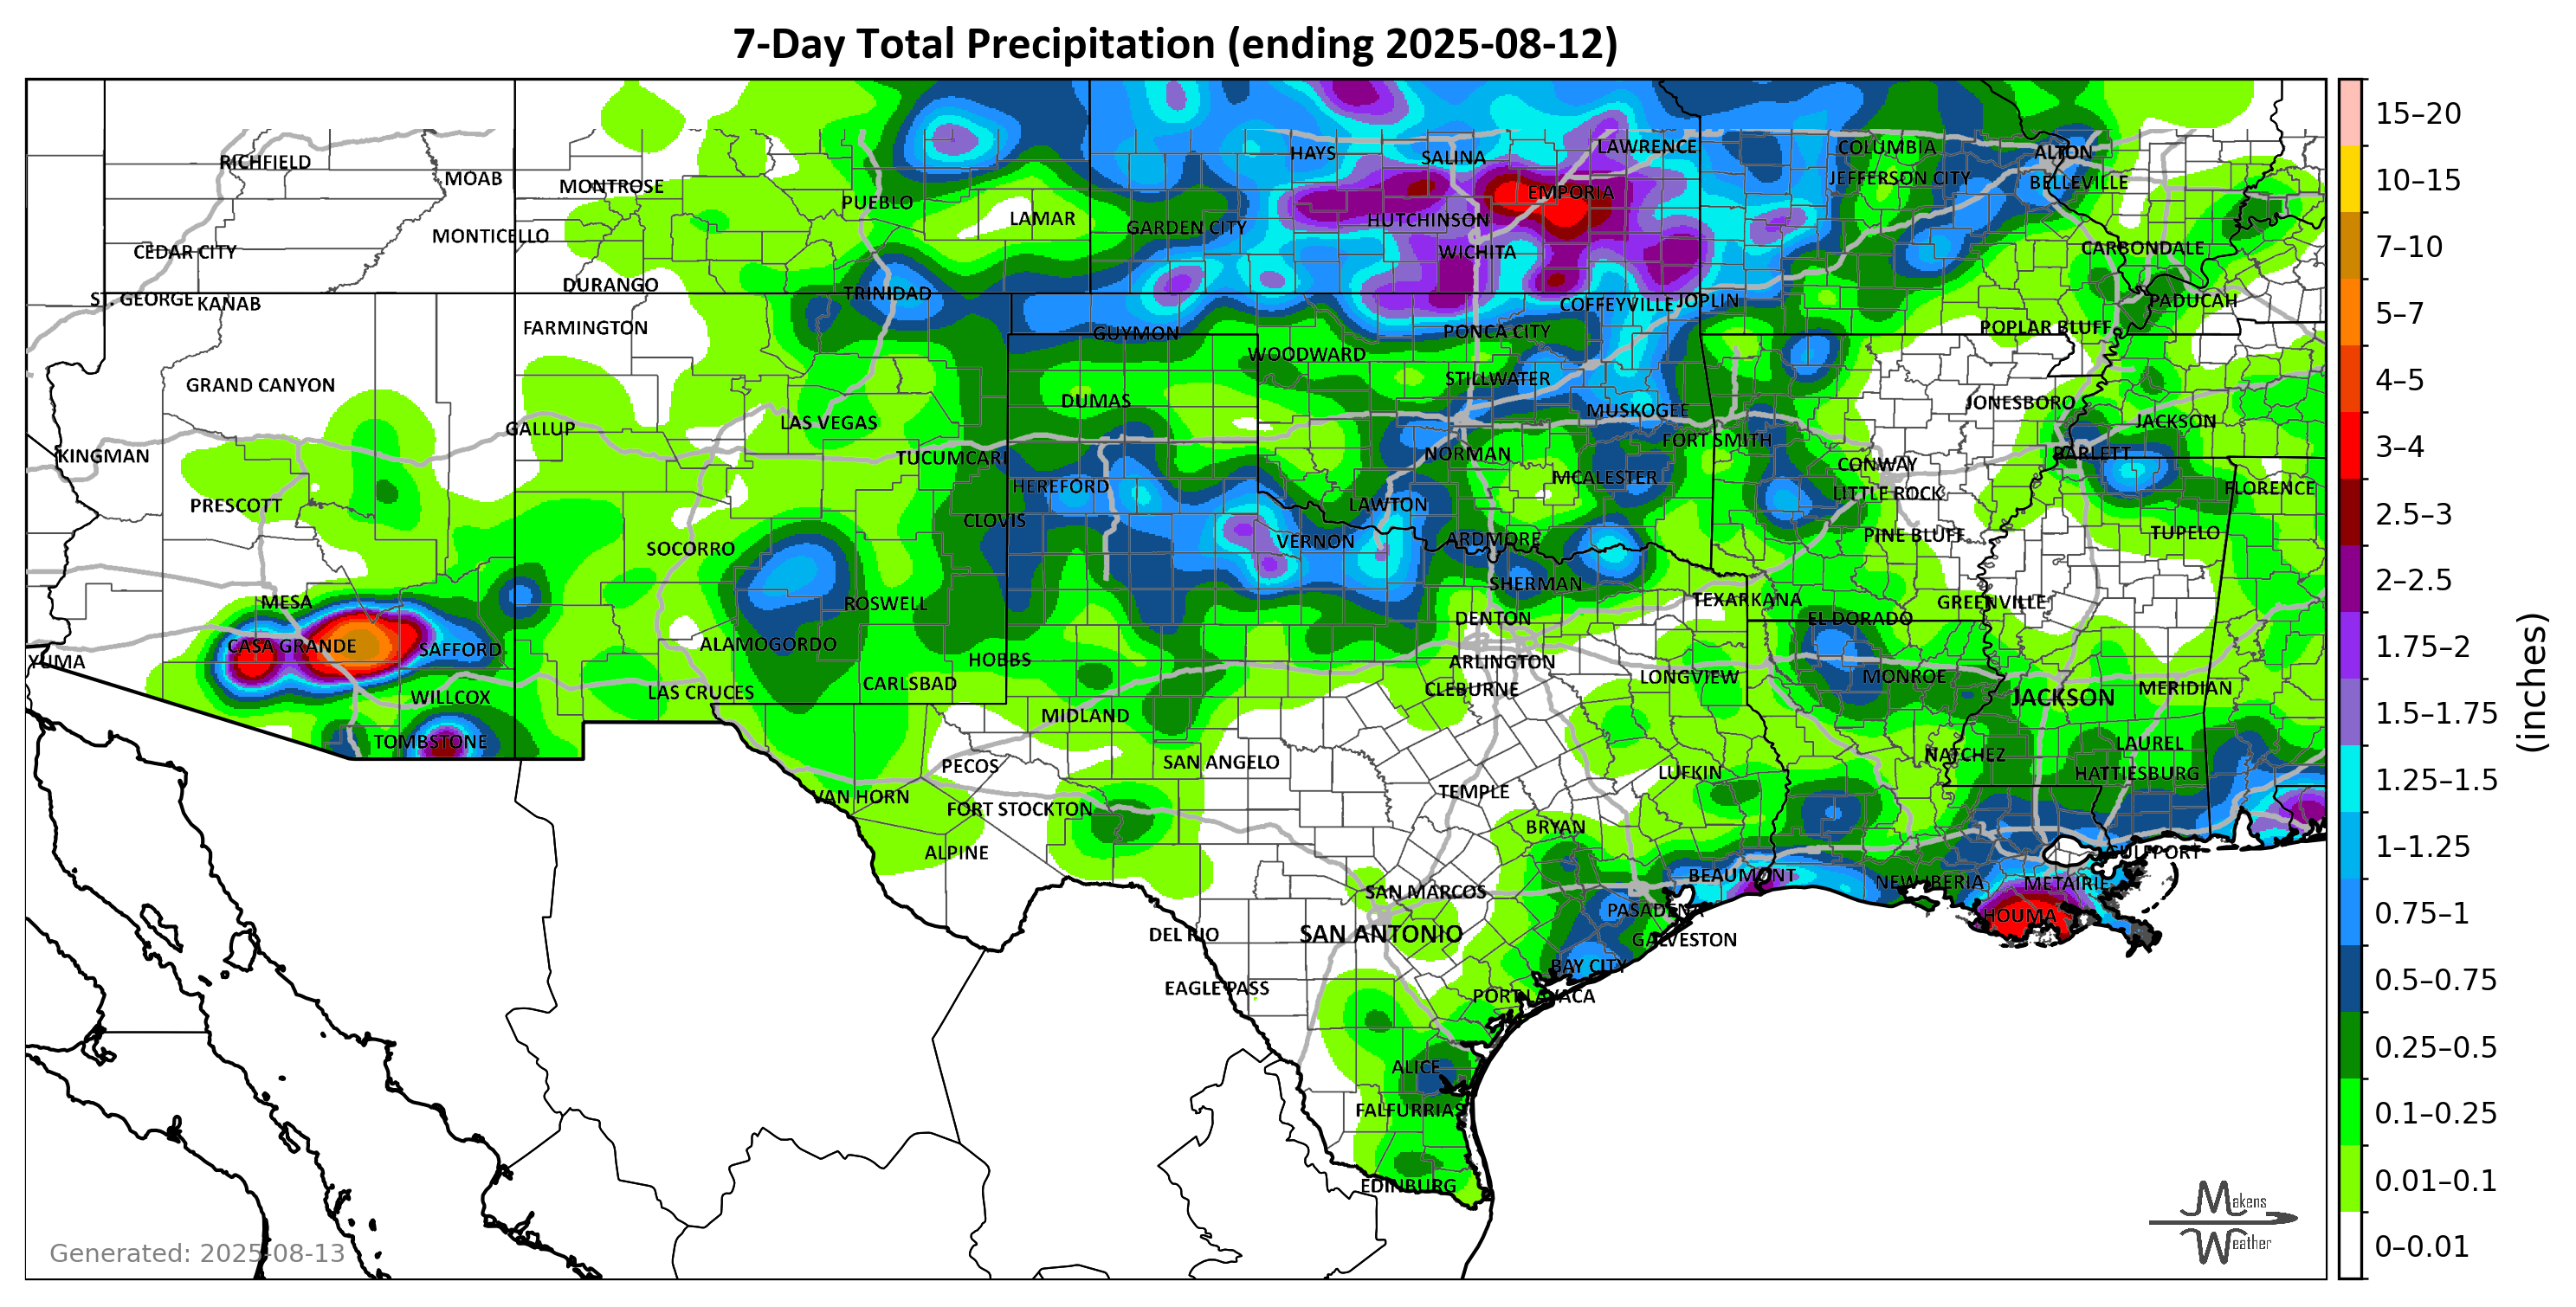 7-Day Total Precipitation (ending 2025-08-12)
RICHFIELD
MOAB
MONTROSE
PUEBLO
LAMAR
HAYS
SALINA
LAWRENCE
COLUMBIA
ALTON
JEFFERSON CITY
BELLEVILLE
EMPORIA
HUTCHINSON
GARDEN CITY
MONTICELLO
CEDAR CITY
WICHITA
CARBONDALE
DURANGO
TRINIDAD
ST. GEORGE
KANAB
COFFEYVILLE
JOPLIN
PADUCAH
FARMINGTON
GUYMON
PONCA CITY
POPLAR BLUFF
WOODWARD
STILLWATER
GRAND CANYON
DUMAS
MUSKOGEE
JONESBORO
JACKSON
LAS VEGAS
GALLUP
FORT SMITH
KINGMAN
TUCUMCARI
NORMAN
BARLETT
CONWAY
MCALESTER
HEREFORD
LITTLE ROCK
FLORENCE
PRESCOTT
LAWTON
CLOVIS
PINE BLUFF
TUPELO
SOCORRO
VERNON
ARDMORE
SHERMAN
MESA
ROSWELL
TEXARKANA
GREENVILLE
DENTON
EL DORADO
CASA GRANDE
SAFFORD
ALAMOGORDO
YUMA
HOBBS
ARLINGTON
LONGVIEW
MONROE
CARLSBAD
CLEBURNE
LAS CRUCES
WILLCOX
JACKSON
MERIDIAN
MIDLAND
TOMBSTONE
LAUREL
NATCHEZ
PECOS
SAN ANGELO
LUFKIN
HATTIESBURG
VAN HORN
TEMPLE
FORT STOCKTON
BRYAN
ALPINE
GULFPORT
BEAUMONT
NEW IBERIA
METAIRIE
SAN MARCOS
PASADENA
HOUMA
DEL RIO
SAN ANTONIO
GALVESTON
BAY CITY
EAGLE PASS
PORT LAVACA
ALICE
FALFURRIAS
EDINBURG
Generated: 2025-08-13
Makens
Weather
15–20
10–15
7–10
5–7
4–5
3–4
2.5–3
2–2.5
1.75–2
1.5–1.75
1.25–1.5
1–1.25
0.75–1
0.5–0.75
0.25–0.5
0.1–0.25
0.01–0.1
0–0.01
(inches)